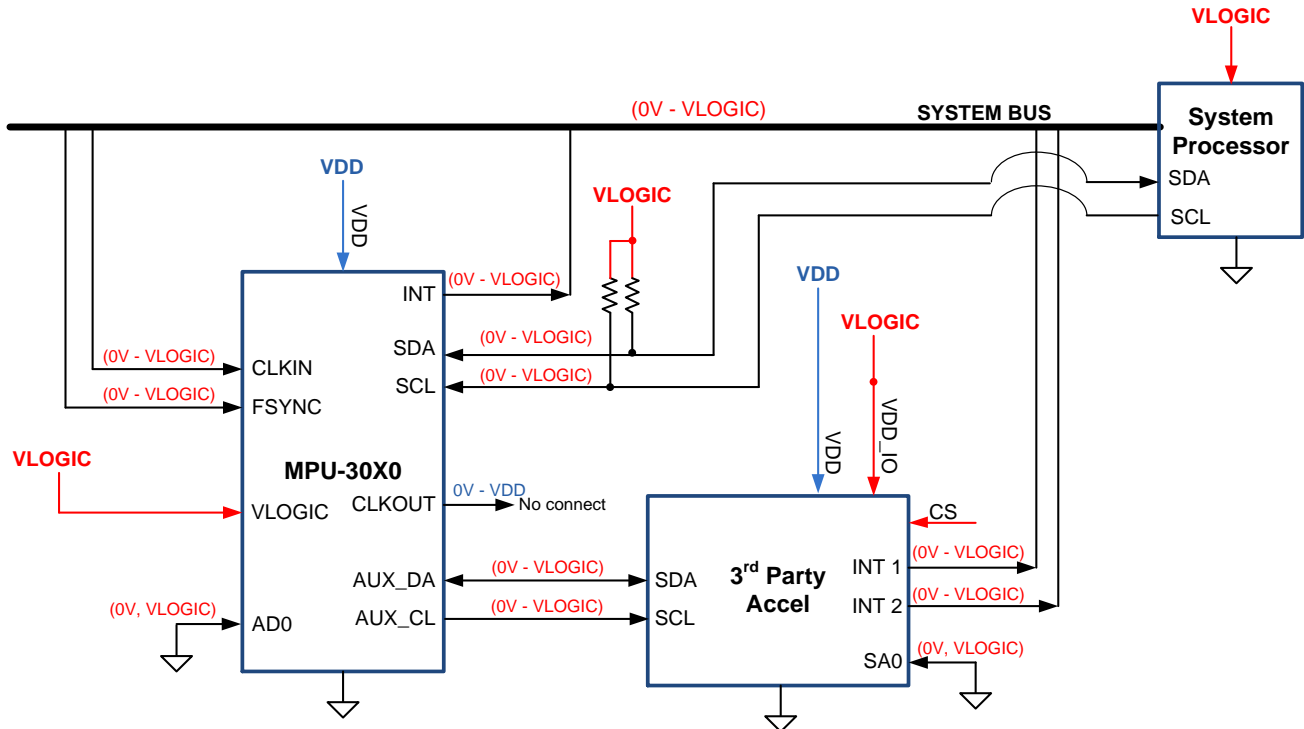 VLOGIC
(0V - VLOGIC)
SYSTEM BUS
System
Processor
SDA
SCL
VDD
VDD
VLOGIC
INT
(0V - VLOGIC)
SDA
(0V - VLOGIC)
SCL
(0V - VLOGIC)
(0V - VLOGIC)
CLKIN
(0V - VLOGIC)
FSYNC
VLOGIC
VLOGIC
MPU-30X0
CLKOUT
0V - VDD
No connect
AUX_DA
(0V - VLOGIC)
AUX_CL
(0V - VLOGIC)
(0V, VLOGIC)
AD0
VDD
VLOGIC
VDD
VDD_IO
CS
SDA
SCL
3rd Party
Accel
INT 1
(0V - VLOGIC)
INT 2
(0V - VLOGIC)
SA0
(0V, VLOGIC)